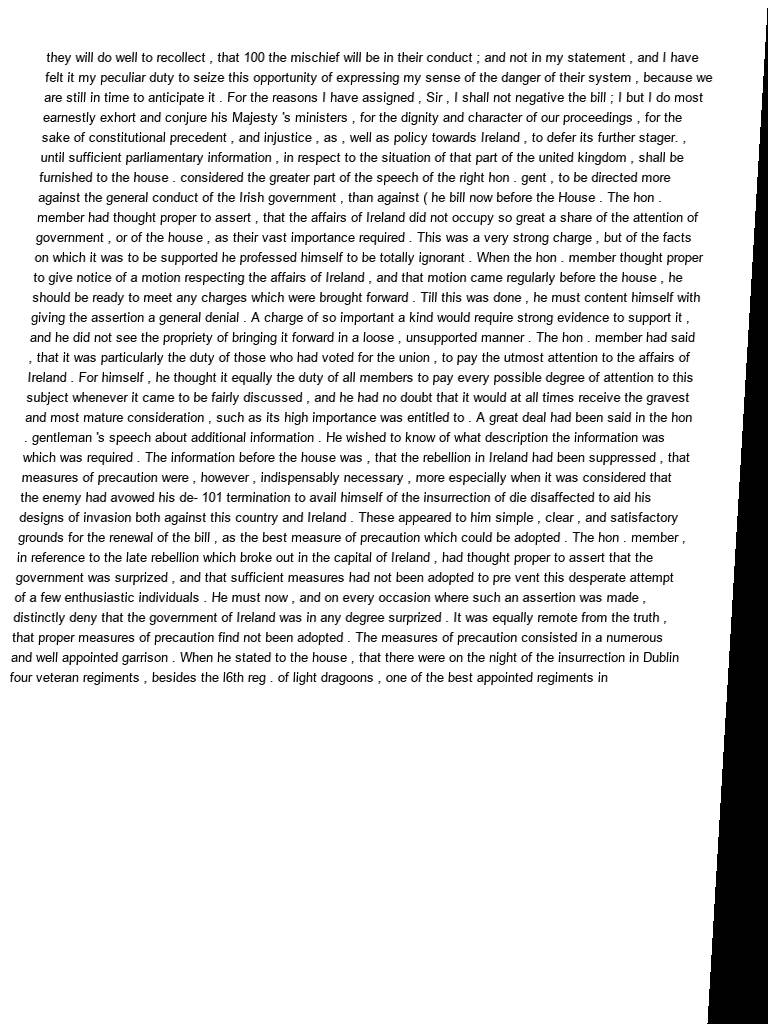 they will do well to recollect , that 100 the mischief will be in their conduct ; and not in my statement , and I have
felt it my peculiar duty to seize this opportunity of expressing my sense of the danger of their system , because we
are still in time to anticipate it . For the reasons I have assigned , Sir , I shall not negative the bill ; I but I do most
earnestly exhort and conjure his Majesty 's ministers , for the dignity and character of our proceedings , for the
sake of constitutional precedent , and injustice , as , well as policy towards Ireland , to defer its further stager. ,
until sufficient parliamentary information , in respect to the situation of that part of the united kingdom , shall be
furnished to the house . considered the greater part of the speech of the right hon . gent , to be directed more
against the general conduct of the Irish government , than against ( he bill now before the House . The hon .
member had thought proper to assert , that the affairs of Ireland did not occupy so great a share of the attention of
government , or of the house , as their vast importance required . This was a very strong charge , but of the facts
on which it was to be supported he professed himself to be totally ignorant . When the hon . member thought proper
to give notice of a motion respecting the affairs of Ireland , and that motion came regularly before the house , he
should be ready to meet any charges which were brought forward . Till this was done , he must content himself with
giving the assertion a general denial . A charge of so important a kind would require strong evidence to support it ,
and he did not see the propriety of bringing it forward in a loose , unsupported manner . The hon . member had said
, that it was particularly the duty of those who had voted for the union , to pay the utmost attention to the affairs of
Ireland . For himself , he thought it equally the duty of all members to pay every possible degree of attention to this
subject whenever it came to be fairly discussed , and he had no doubt that it would at all times receive the gravest
and most mature consideration , such as its high importance was entitled to . A great deal had been said in the hon
. gentleman 's speech about additional information . He wished to know of what description the information was
which was required . The information before the house was , that the rebellion in Ireland had been suppressed , that
measures of precaution were , however , indispensably necessary , more especially when it was considered that
the enemy had avowed his de- 101 termination to avail himself of the insurrection of die disaffected to aid his
designs of invasion both against this country and Ireland . These appeared to him simple , clear , and satisfactory
grounds for the renewal of the bill , as the best measure of precaution which could be adopted . The hon . member ,
in reference to the late rebellion which broke out in the capital of Ireland , had thought proper to assert that the
government was surprized , and that sufficient measures had not been adopted to pre vent this desperate attempt
of a few enthusiastic individuals . He must now , and on every occasion where such an assertion was made ,
distinctly deny that the government of Ireland was in any degree surprized . It was equally remote from the truth ,
that proper measures of precaution find not been adopted . The measures of precaution consisted in a numerous
and well appointed garrison . When he stated to the house , that there were on the night of the insurrection in Dublin
four veteran regiments , besides the l6th reg . of light dragoons , one of the best appointed regiments in